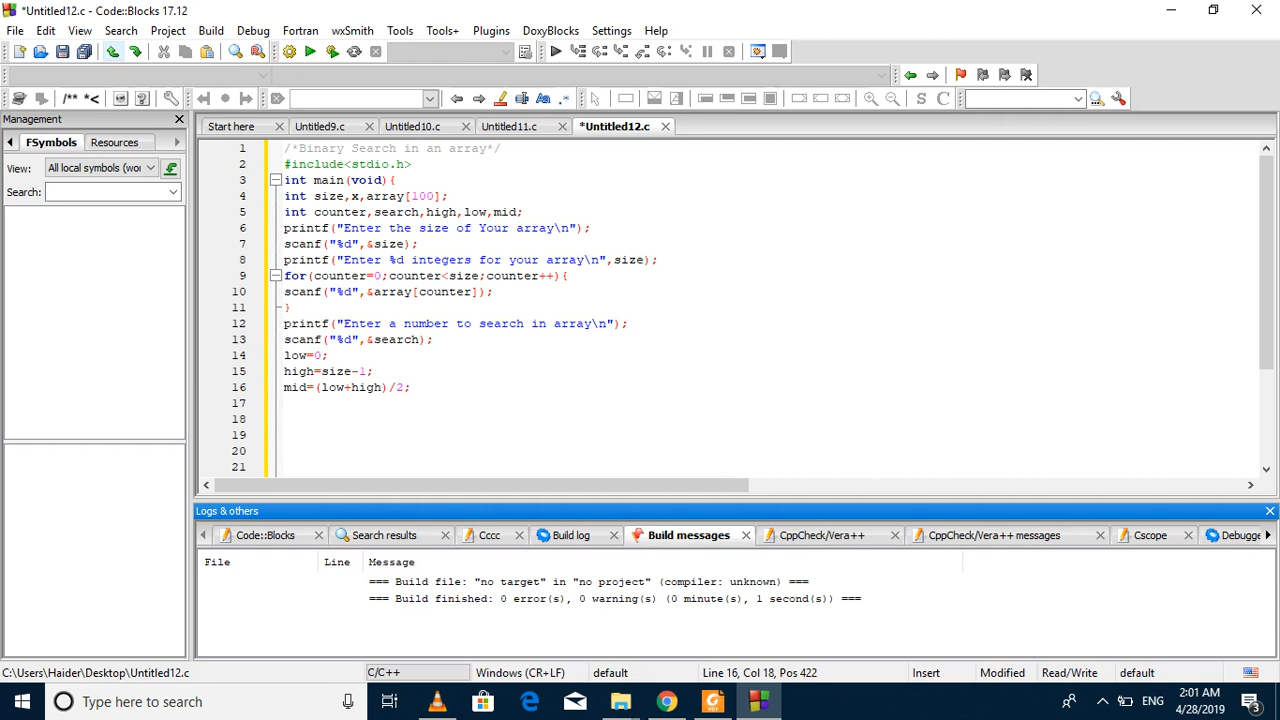 *Untitled12.c - Code::Blocks 17.12
File Edit View Search Project Build Debug Fortran wxSmith Tools Tools+ Plugins DoxyBlocks Settings Help
/** *<
S C
Management
Start here Untitled9.c Untitled10.c Untitled11.c *Untitled12.c
FSymbols Resources
View: All local symbols (wor
Search:
1 /*Binary Search in an array*/
2 #include<stdio.h>
3 int main(void){
4 int size,x,array[100];
5 int counter,search,high,low,mid;
6 printf("Enter the size of Your array\n");
7 scanf("%d",&size);
8 printf("Enter %d integers for your array\n",size);
9 for(counter=0;counter<size;counter++){
10 scanf("%d",&array[counter]);
11 }
12 printf("Enter a number to search in array\n");
13 scanf("%d",&search);
14 low=0;
15 high=size-1;
16 mid=(low+high)/2;
17
18
19
20
21
Logs & others
Code::Blocks Search results Cccc Build log Build messages CppCheck/Vera++ CppCheck/Vera++ messages Cscope Debugge
File Line Message
=== Build file: "no target" in "no project" (compiler: unknown) ===
=== Build finished: 0 error(s), 0 warning(s) (0 minute(s), 1 second(s)) ===
C:\Users\Haider\Desktop\Untitled12.c C/C++ Windows (CR+LF) default Line 16, Col 18, Pos 422 Insert Modified Read/Write default
Type here to search
ENG
2:01 AM
4/28/2019
3